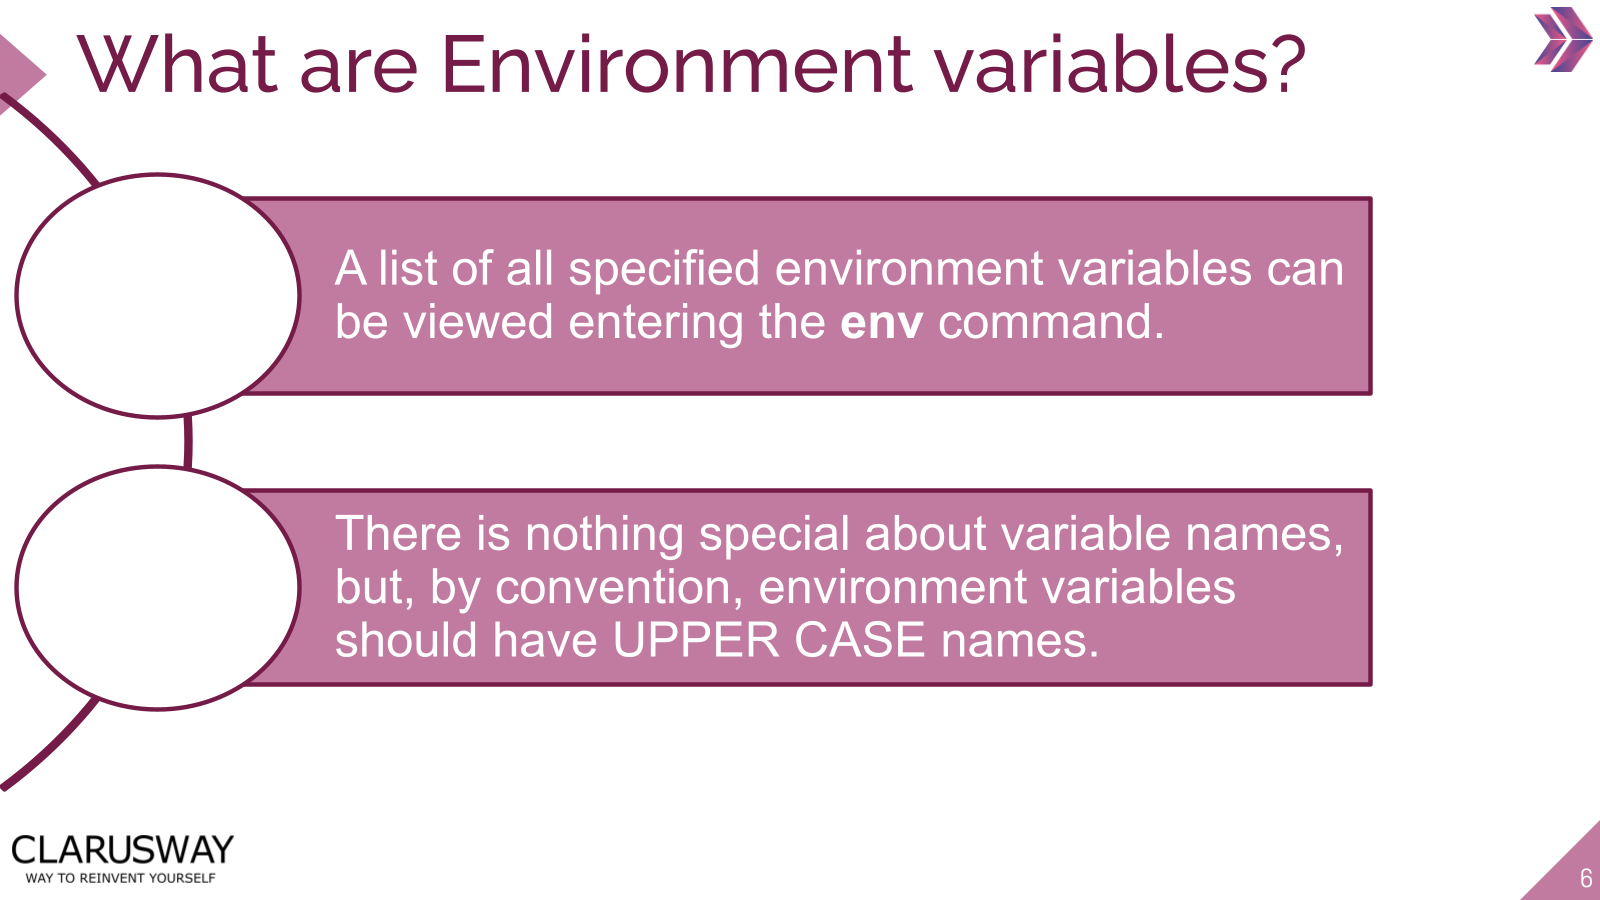 What are Environment variables?
A list of all specified environment variables can
be viewed entering the env command.
There is nothing special about variable names,
but, by convention, environment variables
should have UPPER CASE names.
CLARUSWAY
WAY TO REINVENT YOURSELF
6